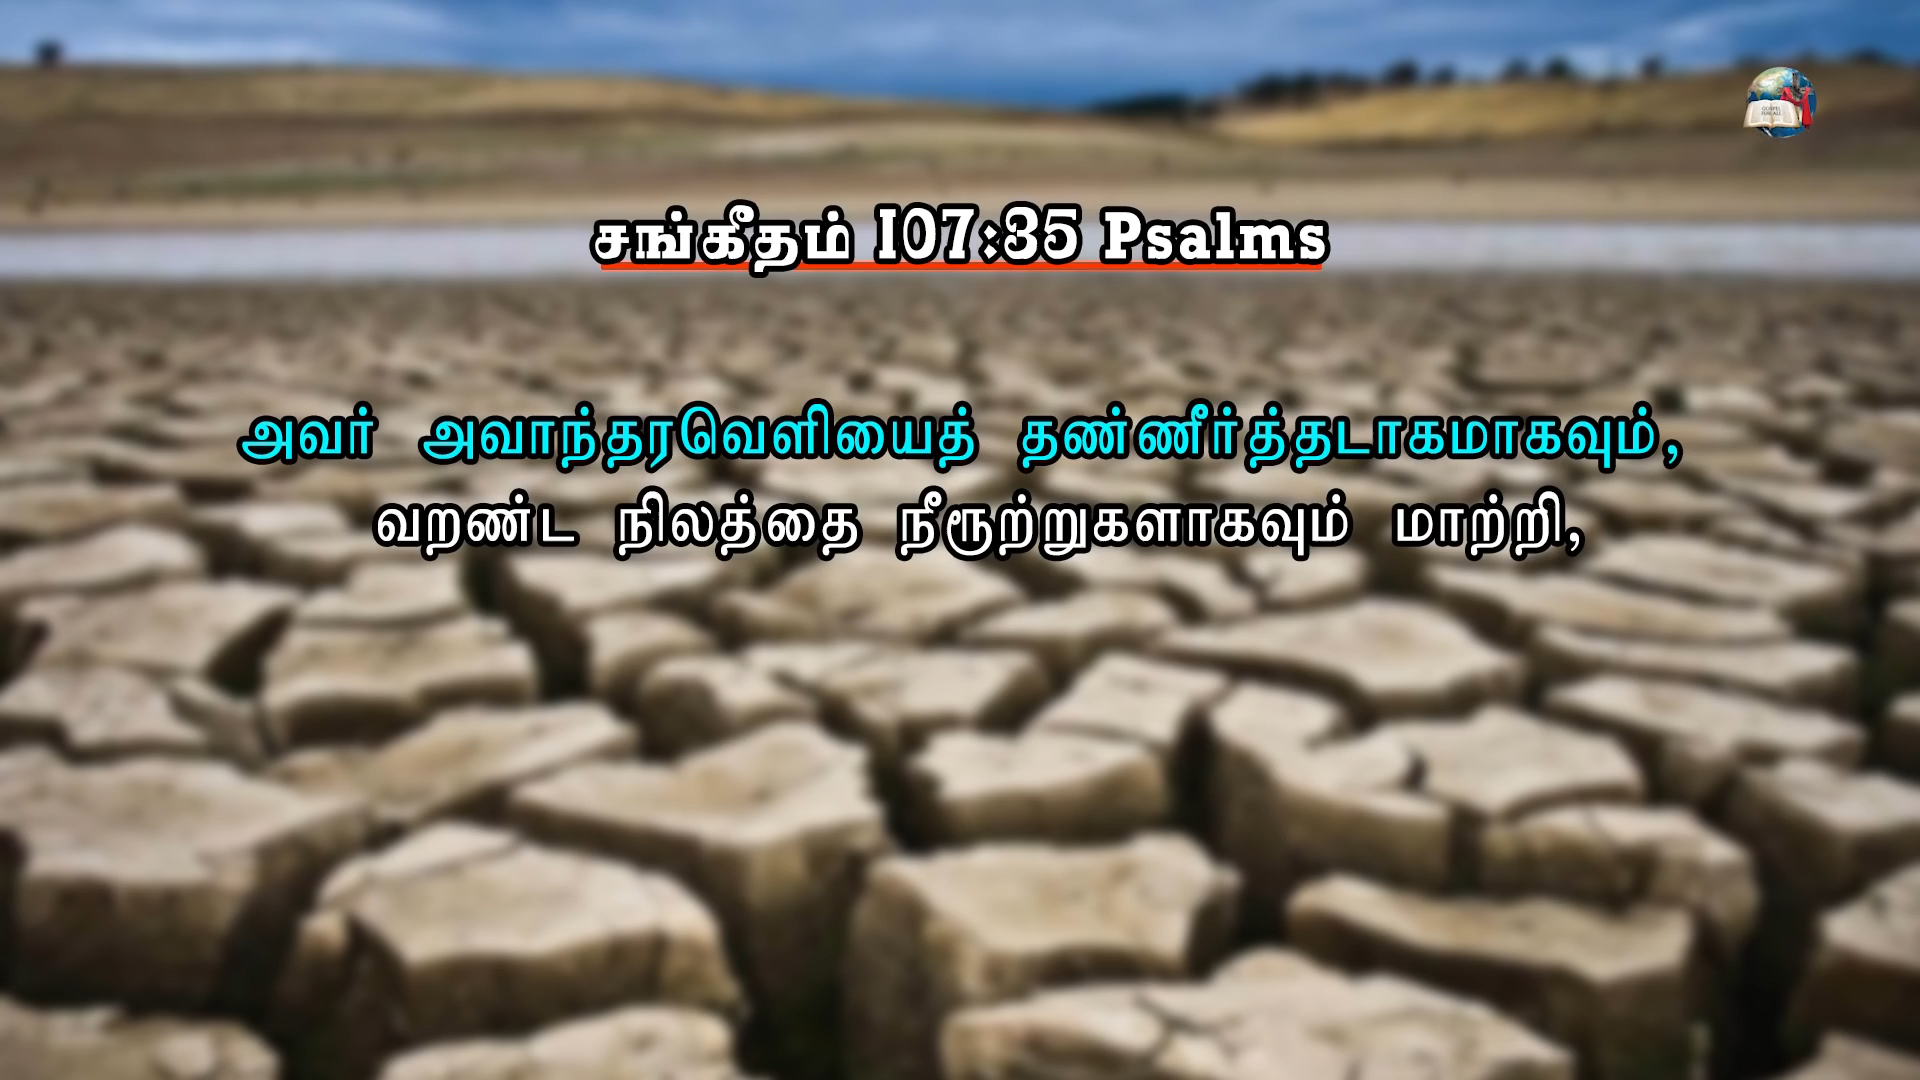 சங்கீதம் 107:35 Psalms
அவர் அவாந்தரவெளியைத் தண்ணீர்த்தடாகமாகவும்,
வறண்ட நிலத்தை நீரூற்றுகளாகவும் மாற்றி,